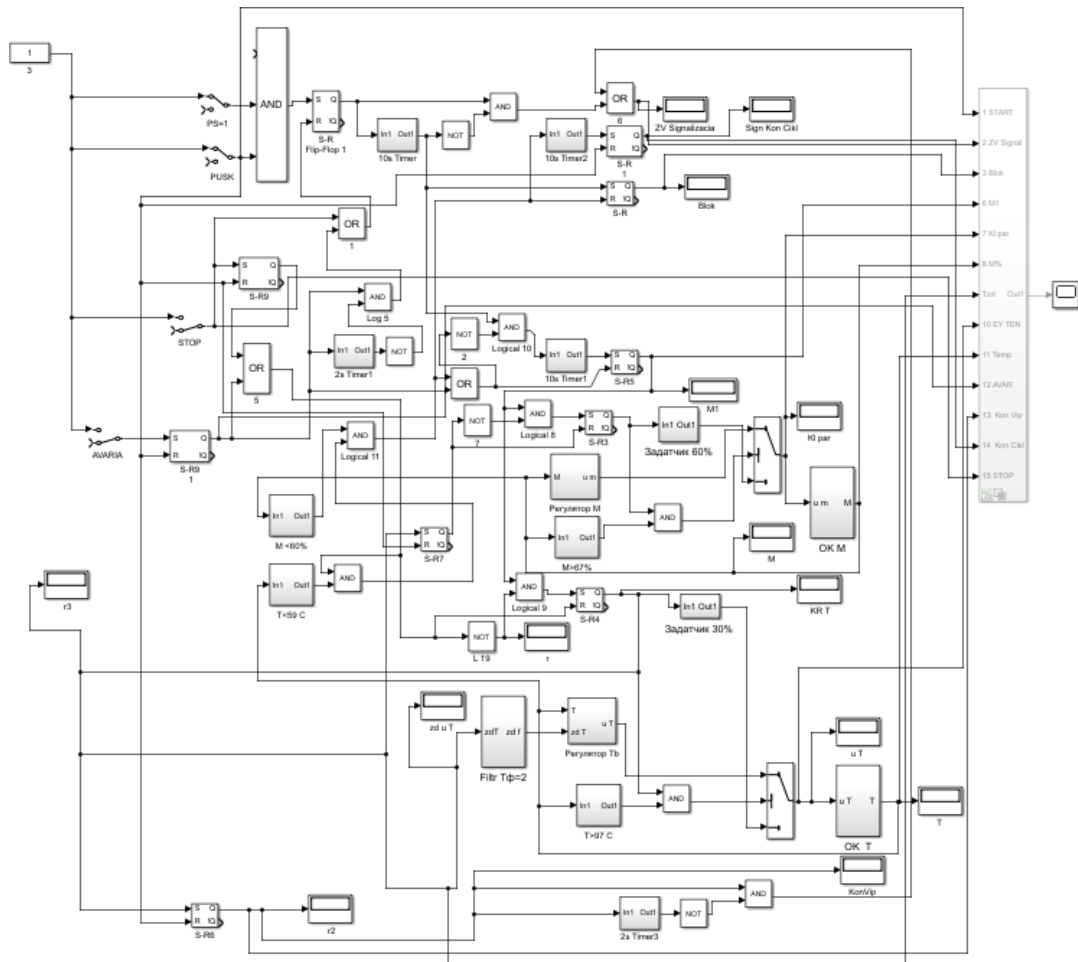 1
3
PS=1
PUSK
AND
S Q
R !Q
S-R
Flip-Flop 1
In1 Out1
10s Timer
NOT
AND
In1 Out1
10s Timer2
OR
6
S Q
R !Q
S-R
1
S Q
R !Q
S-R
ZV Signalizacia
Sign Kon Cikl
Blok
1 START
2 ZV Signal
3 Blok
6 M1
7 Kl par
8 M%
Tzd Out1
10 EY TEN
11 Temp
12 AVAR
13 Kon Vip
14 Kon Cikl
15 STOP
OR
1
S Q
R !Q
S-R9
STOP
AND
Log 5
In1 Out1
2s Timer1
NOT
OR
5
NOT
2
AND
Logical 10
In1 Out1
10s Timer1
S Q
R !Q
S-R5
OR
M1
AVARIA
S Q
R !Q
S-R9
1
AND
Logical 11
NOT
7
AND
Logical 8
S Q
R !Q
S-R3
In1 Out1
Задатчик 60%
Kl par
M u m
Регулятор М
u m M
OK M
In1 Out1
M <60%
S Q
R !Q
S-R7
In1 Out1
M>67%
AND
M
In1 Out1
T<59 C
AND
AND
Logical 9
S Q
R !Q
S-R4
In1 Out1
Задатчик 30%
KR T
r3
NOT
L 19
r
zd u T
zdT zd f
Filtr Тф=2
T
zd T
u T
Регулятор Tb
In1 Out1
T>97 C
AND
u T
u T T
OK T
T
KonVip
S Q
R !Q
S-R6
r2
In1 Out1
2s Timer3
NOT
AND